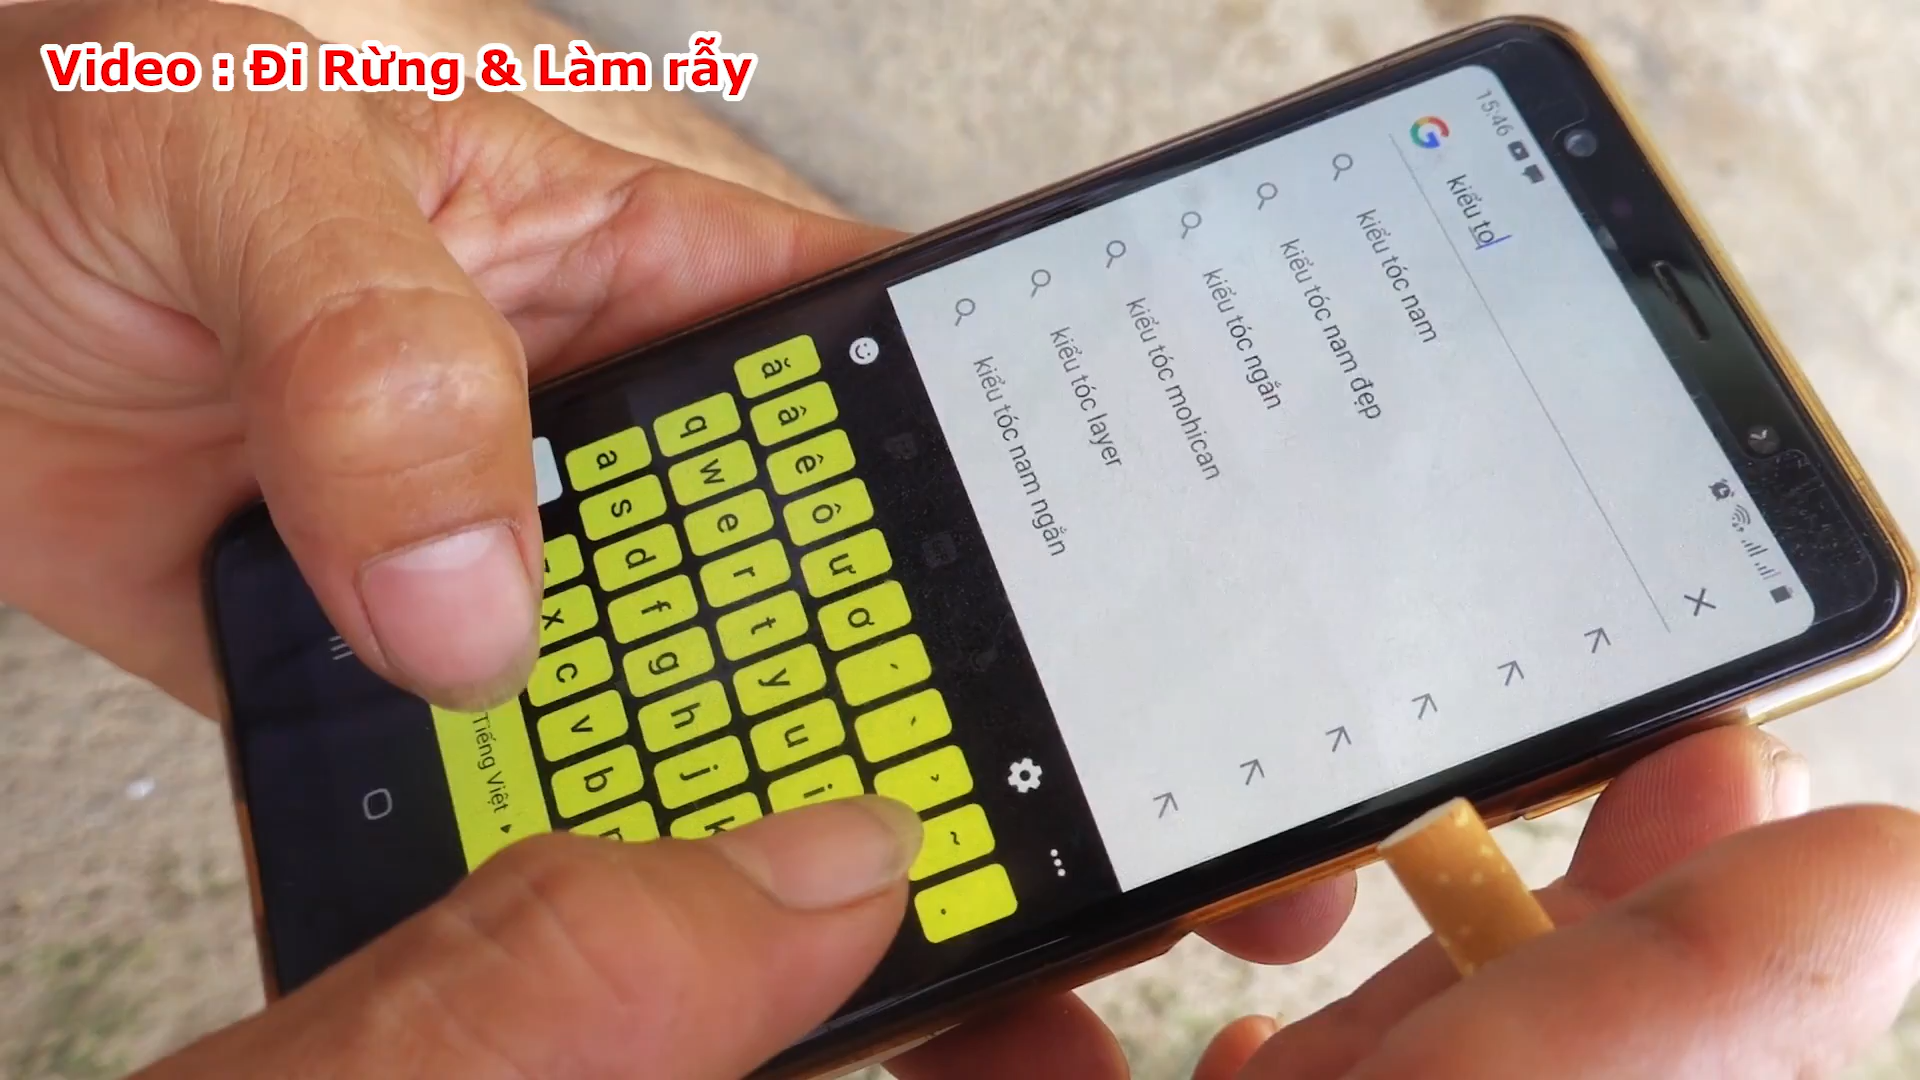 Video : Đi Rừng & Làm rẫy
15:46
G
kiểu to
kiểu tóc nam
kiểu tóc nam đẹp
kiểu tóc ngắn
kiểu tóc mohican
kiểu tóc layer
kiểu tóc nam ngắn
ă â ê ô ư ơ ´ ` ̉ ~ .
q w e r t y u i
a s d f g h j k
x c v b
Tiếng Việt